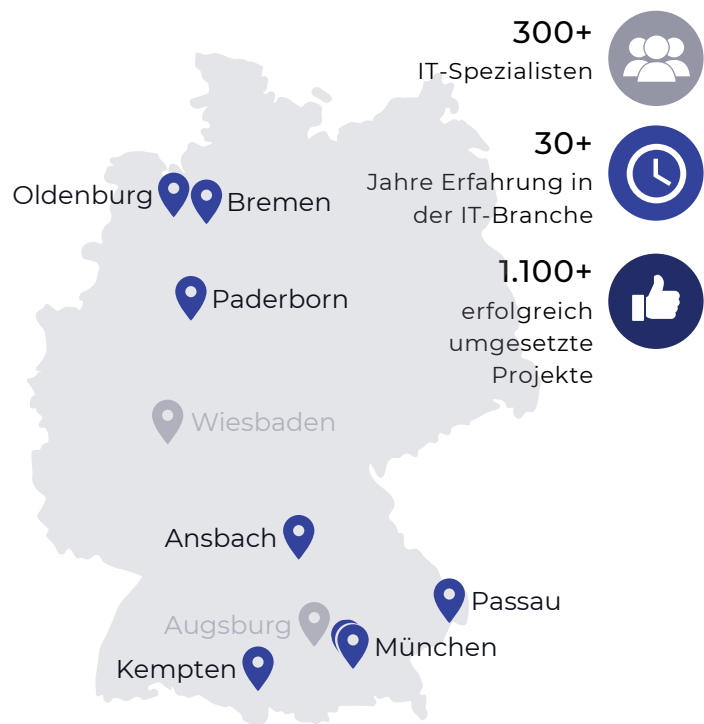 300+
IT-Spezialisten
30+
Jahre Erfahrung in
der IT-Branche
1.100+
erfolgreich
umgesetzte
Projekte
Oldenburg
Bremen
Paderborn
Wiesbaden
Ansbach
Passau
Augsburg
München
Kempten